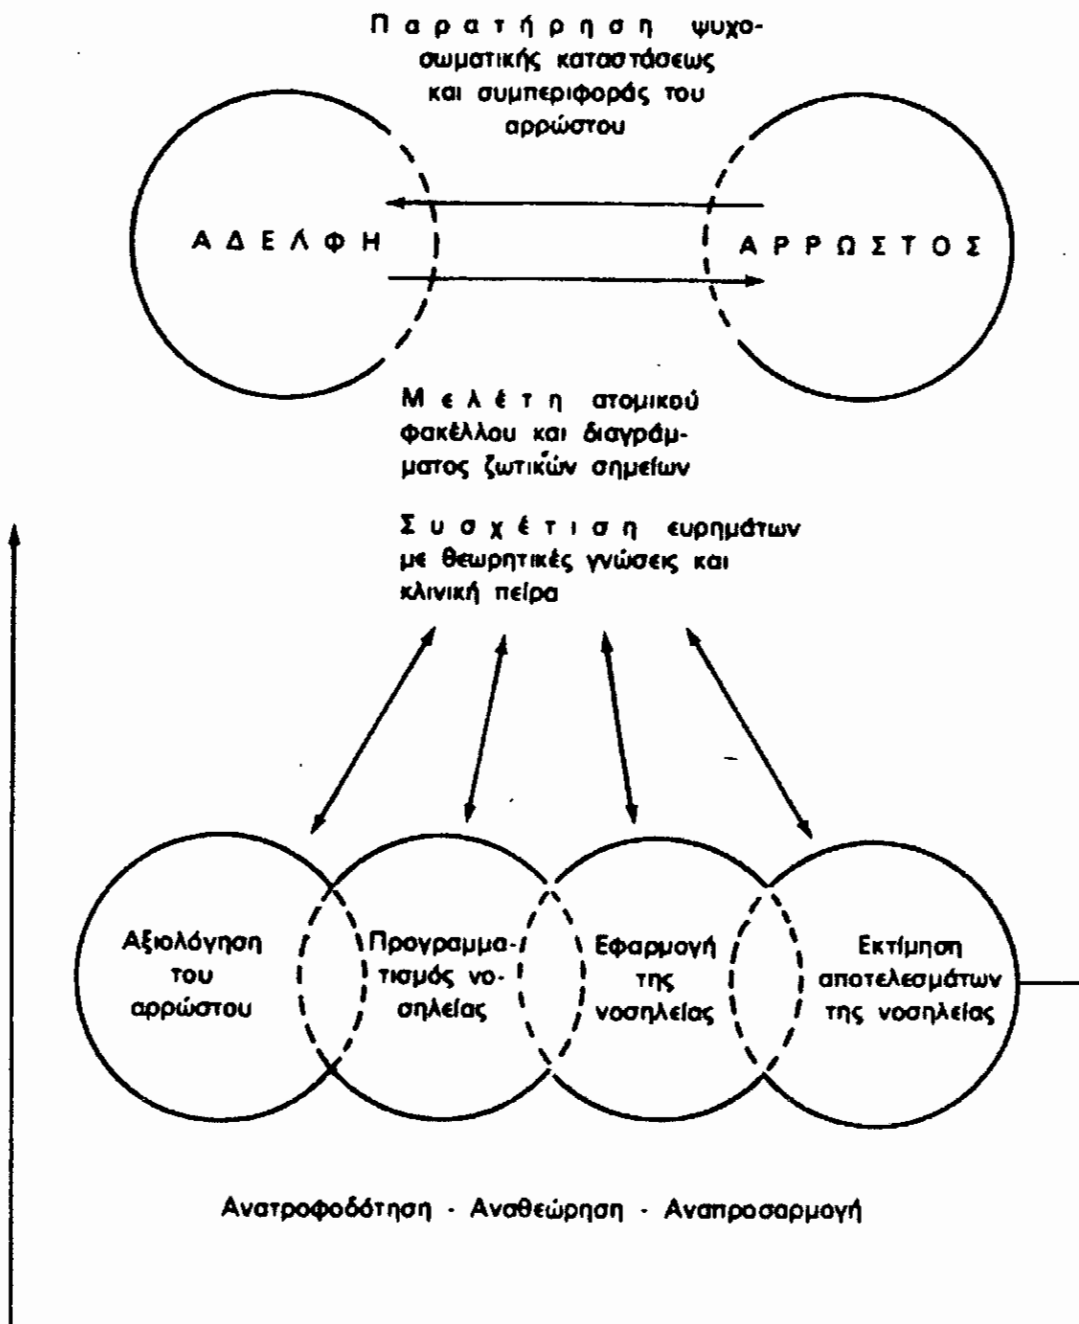 Παρατήρηση ψυχο-
σωματικής καταστάσεως
και συμπεριφοράς του
αρρώστου
ΑΔΕΛΦΗ
ΑΡΡΩΣΤΟΣ
Μελέτη ατομικού
φακέλλου και διαγράμ-
ματος ζωτικών σημείων
Συσχέτιση ευρημάτων
με θεωρητικές γνώσεις και
κλινική πείρα
Αξιολόγηση
του
αρρώστου
Προγραμμα-
τισμός νο-
σηλείας
Εφαρμογή
της
νοσηλείας
Εκτίμηση
αποτελεσμάτων
της νοσηλείας
Ανατροφοδότηση - Αναθεώρηση - Αναπροσαρμογή